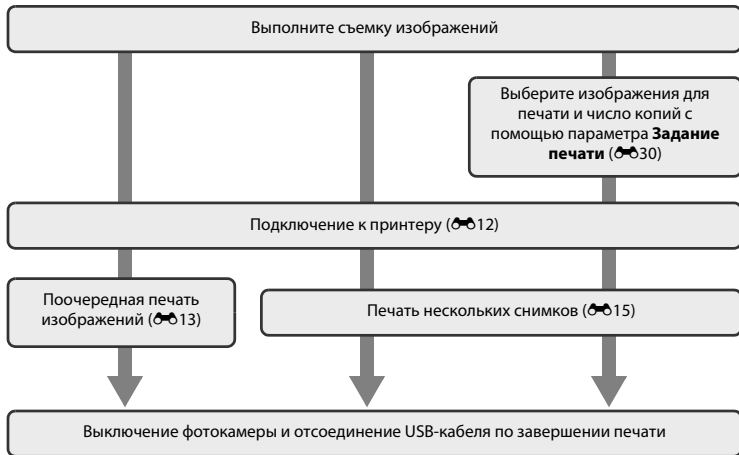 Выполните съемку изображений
Выберите изображения для
печати и число копий с
помощью параметра Задание
печати (30)
Подключение к принтеру (12)
Поочередная печать
изображений (13)
Печать нескольких снимков (15)
Выключение фотокамеры и отсоединение USB-кабеля по завершении печати